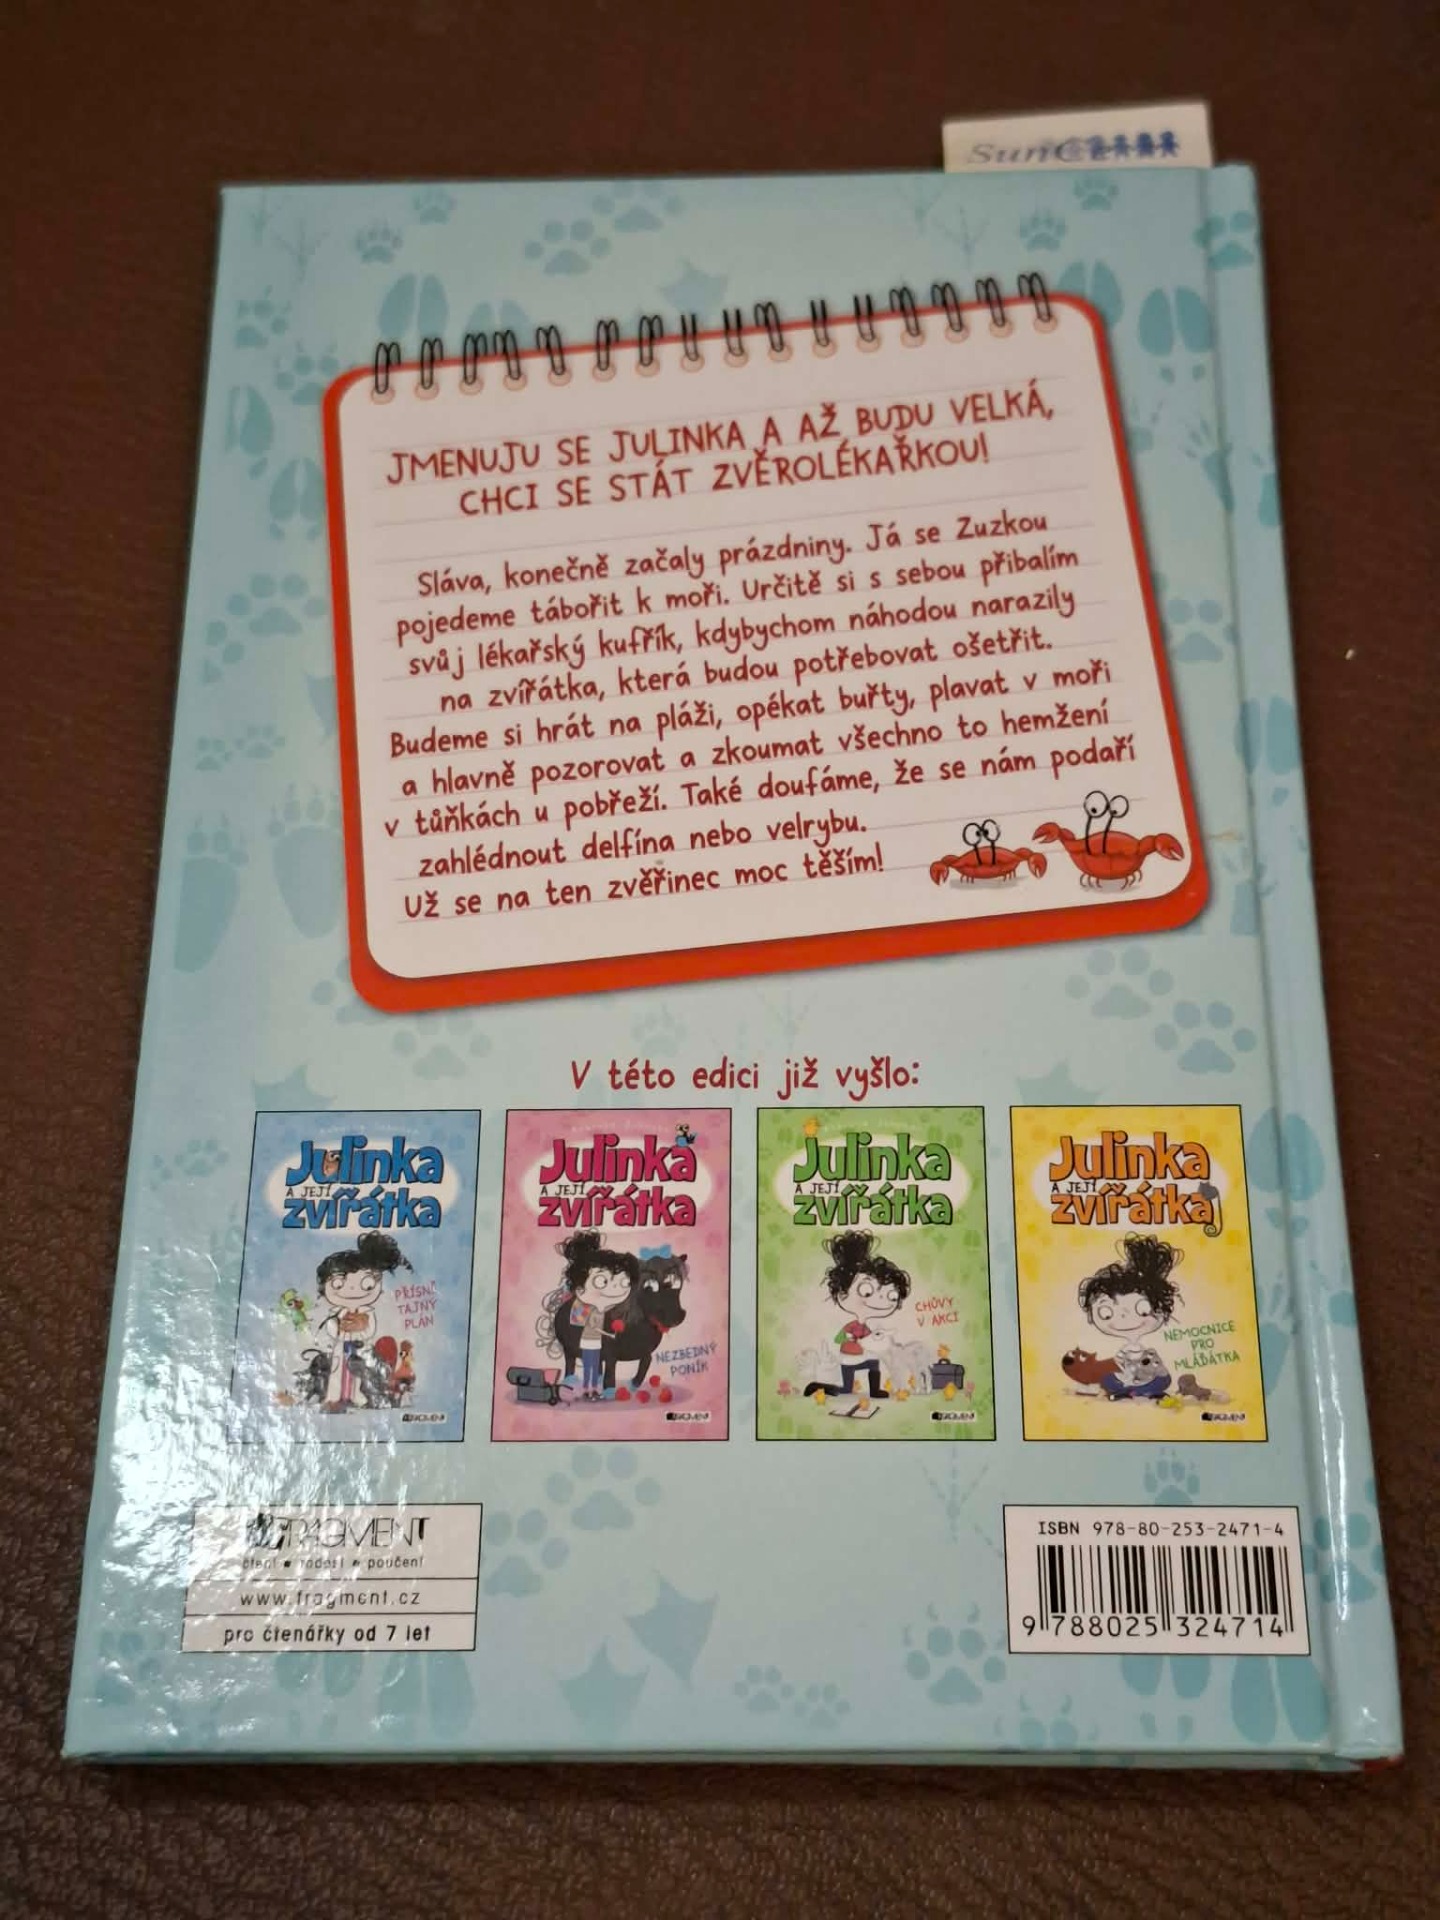 JMENUJU SE JULINKA A AŽ BUDU VELKÁ,
CHCI SE STÁT ZVĚROLÉKAŘKOU!
Sláva, konečně začaly prázdniny. Já se Zuzkou
pojedeme tábořit k moři. Určitě si s sebou přibalím
svůj lékařský kufřík, kdybychom náhodou narazily
na zvířátka, která budou potřebovat ošetřit.
Budeme si hrát na pláži, opékat buřty, plavat v moři
a hlavně pozorovat a zkoumat všechno to hemžení
v tůňkách u pobřeží. Také doufáme, že se nám podaří
zahlédnout delfína nebo velrybu.
Už se na ten zvěřinec moc těším!
V této edici již vyšlo:
Julinka
A JEJÍ
zvířátka
PŘÍSNĚ
TAJNÝ
PLÁN
FRAGMENT
Julinka
A JEJÍ
zvířátka
NEZBEDNÝ
PONÍK
FRAGMENT
Julinka
A JEJÍ
zvířátka
CHŮVY
V AKCI
FRAGMENT
Julinka
A JEJÍ
zvířátka
NEMOCNICE
PRO
MLÁĎÁTKA
FRAGMENT
FRAGMENT
čtení • radost • poučení
www.fragment.cz
pro čtenářky od 7 let
ISBN 978-80-253-2471-4
9 788025 324714